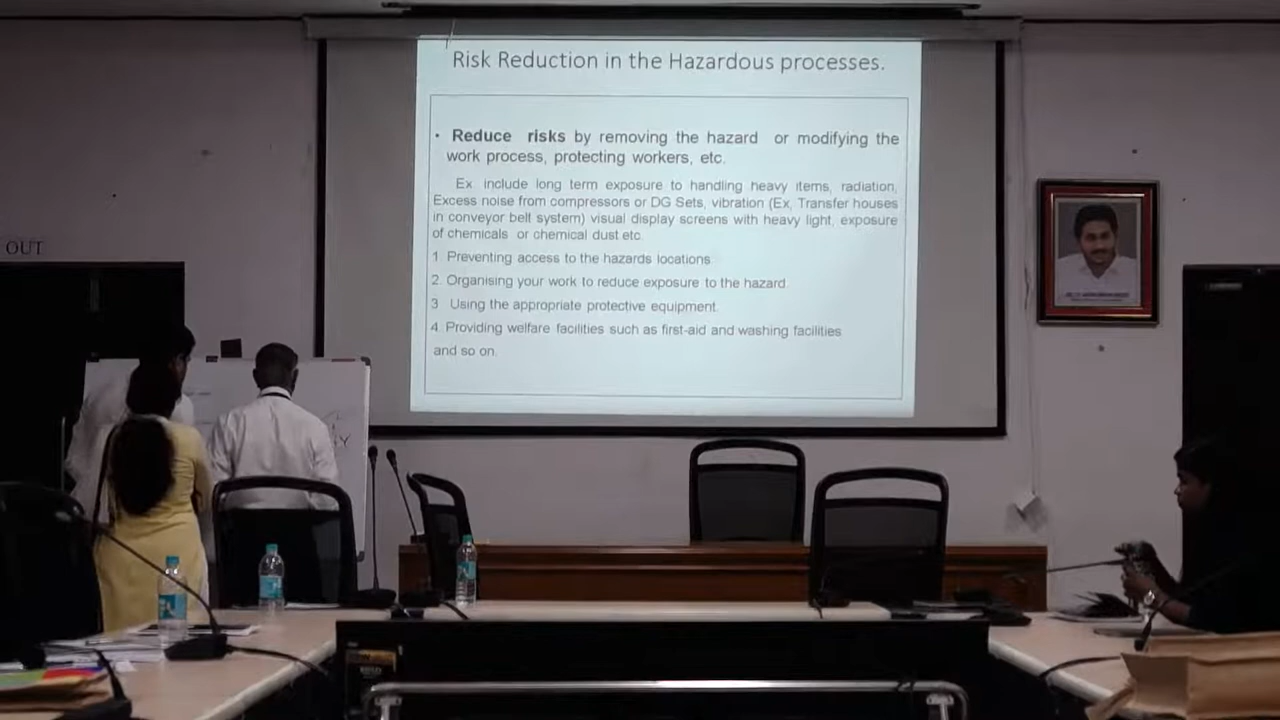 Risk Reduction in the Hazardous processes.
• Reduce risks by removing the hazard or modifying the
work process, protecting workers, etc.
Ex include long term exposure to handling heavy items, radiation,
Excess noise from compressors or DG Sets, vibration (Ex, Transfer houses
in conveyor belt system) visual display screens with heavy light, exposure
of chemicals or chemical dust etc.
1 Preventing access to the hazards locations
2. Organising your work to reduce exposure to the hazard.
3 Using the appropriate protective equipment.
4. Providing welfare facilities such as first-aid and washing facilities
and so on.
OUT